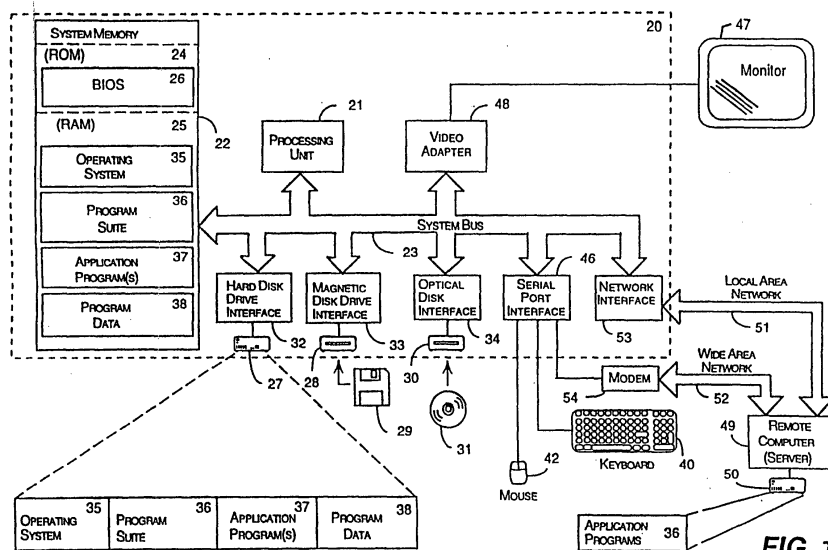 SYSTEM MEMORY
(ROM) 24
BIOS 26
(RAM) 25
22
OPERATING SYSTEM 35
PROGRAM SUITE 36
APPLICATION PROGRAM(S) 37
PROGRAM DATA 38
20
47
Monitor
21
PROCESSING UNIT
48
VIDEO ADAPTER
SYSTEM BUS
23
HARD DISK DRIVE INTERFACE
32
MAGNETIC DISK DRIVE INTERFACE
33
OPTICAL DISK INTERFACE
34
46
SERIAL PORT INTERFACE
NETWORK INTERFACE
53
LOCAL AREA NETWORK
51
27
28
29
30
31
WIDE AREA NETWORK
52
MODEM
54
42
MOUSE
KEYBOARD
40
49
REMOTE COMPUTER (SERVER)
50
OPERATING SYSTEM 35
PROGRAM SUITE 36
APPLICATION PROGRAM(S) 37
PROGRAM DATA 38
APPLICATION PROGRAMS 36
FIG.